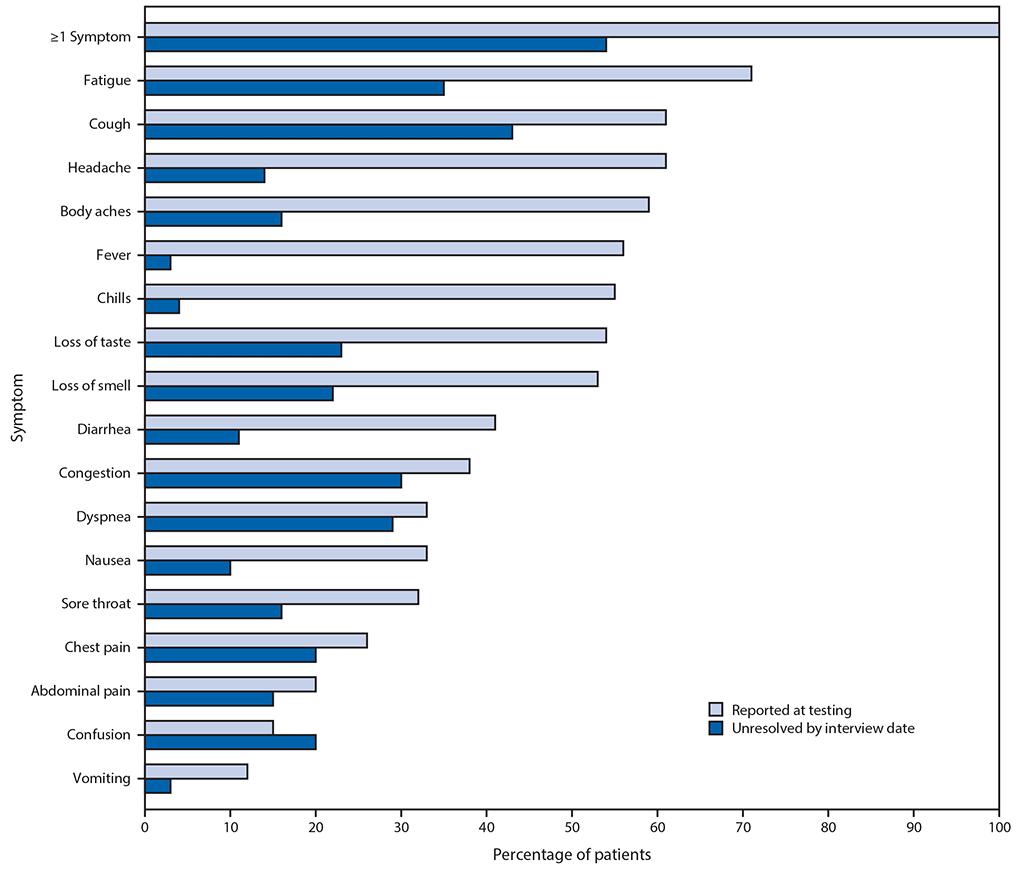 ≥1 Symptom
Fatigue
Cough
Headache
Body aches
Fever
Chills
Loss of taste
Loss of smell
Diarrhea
Congestion
Dyspnea
Nausea
Sore throat
Chest pain
Abdominal pain
Confusion
Vomiting
Symptom
Reported at testing
Unresolved by interview date
0 10 20 30 40 50 60 70 80 90 100
Percentage of patients